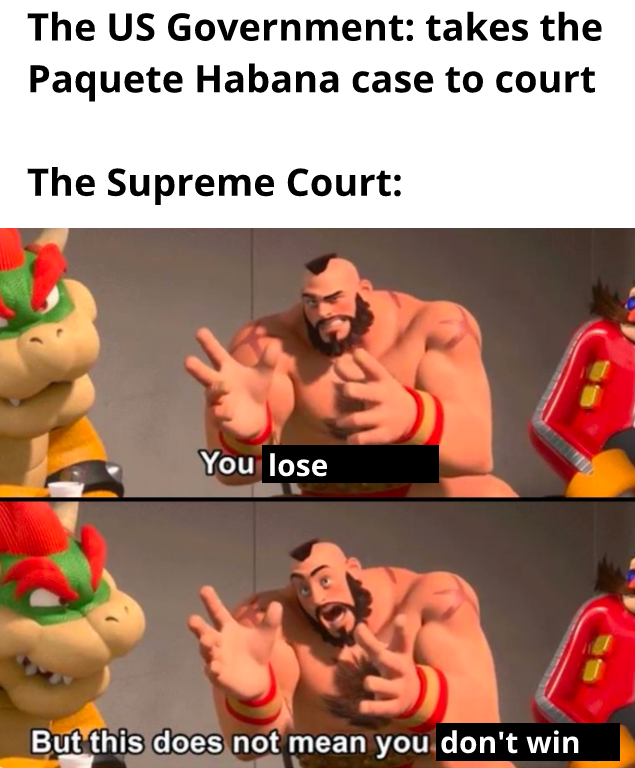 The US Government: takes the
Paquete Habana case to court
The Supreme Court:
You lose
But this does not mean you don't win